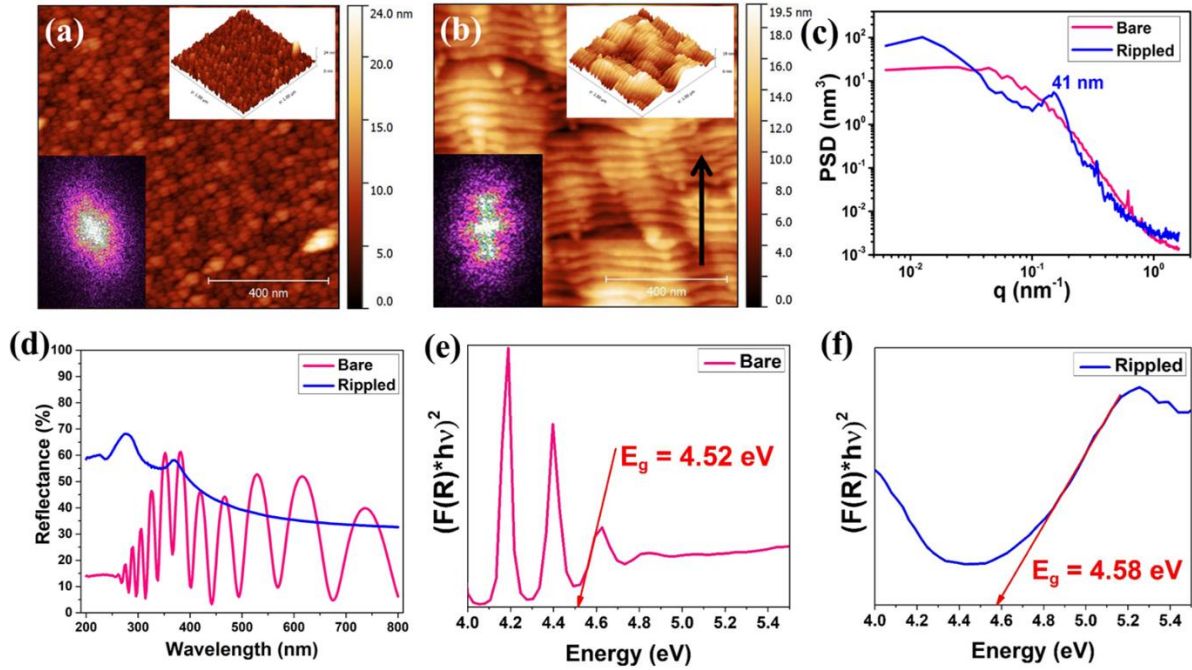 (a)
24.0 nm
20.0
15.0
10.0
5.0
0.0
400 nm
(b)
19.5 nm
18.0
16.0
14.0
12.0
10.0
8.0
6.0
4.0
2.0
0.0
400 nm
(c)
Bare
Rippled
41 nm
PSD (nm³)
10²
10¹
10⁰
10⁻¹
10⁻²
10⁻³
10⁻² 10⁻¹ 10⁰
q (nm⁻¹)
(d)
Bare
Rippled
Reflectance (%)
100
90
80
70
60
50
40
30
20
10
0
200 300 400 500 600 700 800
Wavelength (nm)
(e)
Bare
(F(R)*hν)²
E_g = 4.52 eV
4.0 4.2 4.4 4.6 4.8 5.0 5.2 5.4
Energy (eV)
(f)
Rippled
(F(R)*hν)²
E_g = 4.58 eV
4.0 4.2 4.4 4.6 4.8 5.0 5.2 5.4
Energy (eV)